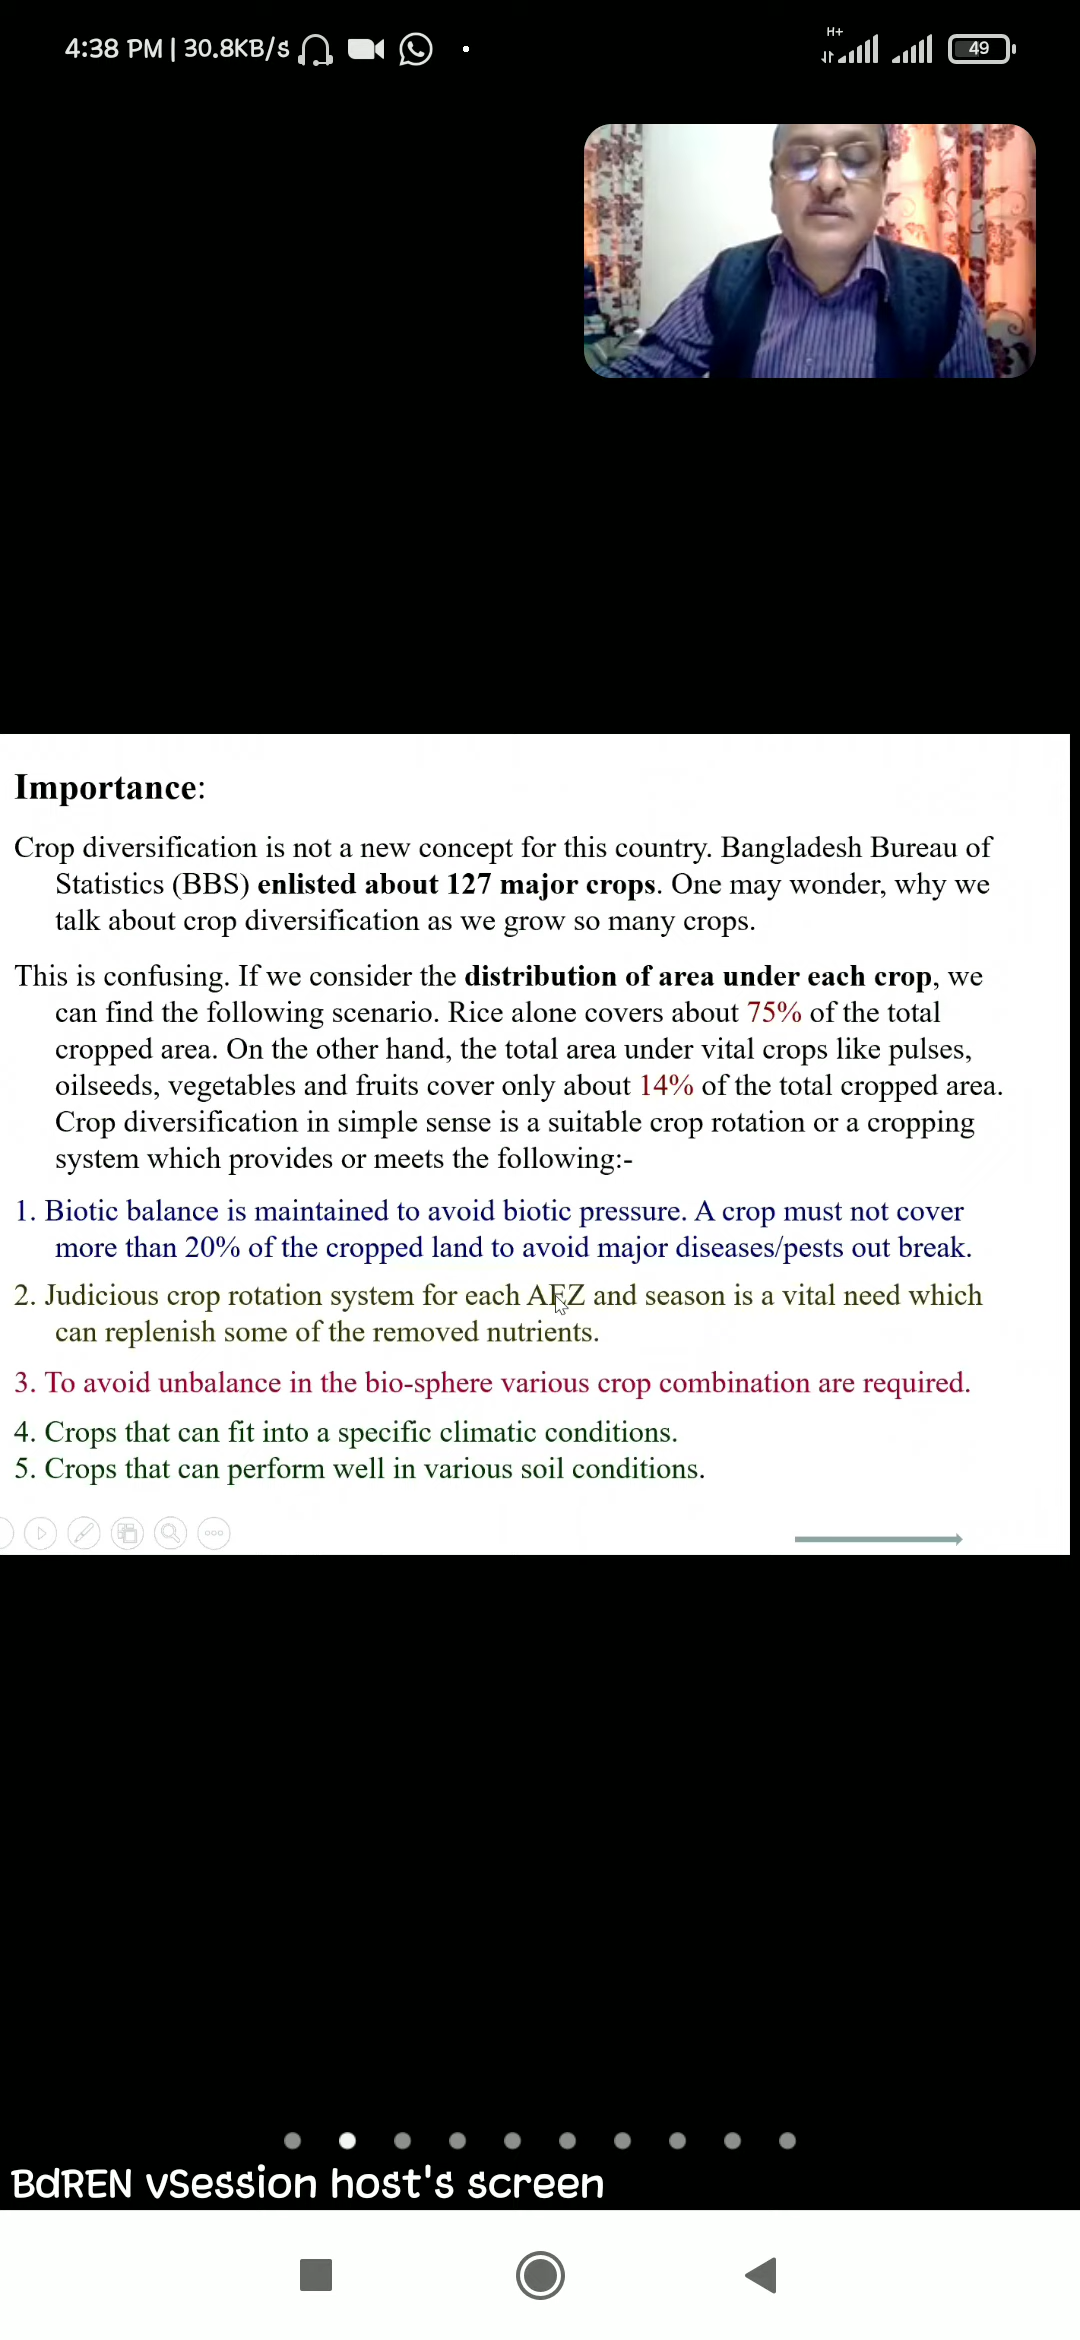 4:38 PM | 30.8KB/s
H+
49
Importance:
Crop diversification is not a new concept for this country. Bangladesh Bureau of
Statistics (BBS) enlisted about 127 major crops. One may wonder, why we
talk about crop diversification as we grow so many crops.
This is confusing. If we consider the distribution of area under each crop, we
can find the following scenario. Rice alone covers about 75% of the total
cropped area. On the other hand, the total area under vital crops like pulses,
oilseeds, vegetables and fruits cover only about 14% of the total cropped area.
Crop diversification in simple sense is a suitable crop rotation or a cropping
system which provides or meets the following:-
1. Biotic balance is maintained to avoid biotic pressure. A crop must not cover
more than 20% of the cropped land to avoid major diseases/pests out break.
2. Judicious crop rotation system for each AEZ and season is a vital need which
can replenish some of the removed nutrients.
3. To avoid unbalance in the bio-sphere various crop combination are required.
4. Crops that can fit into a specific climatic conditions.
5. Crops that can perform well in various soil conditions.
BdREN vSession host's screen